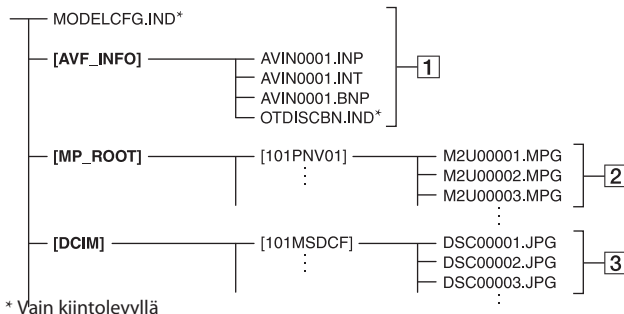 MODELCFG.IND*
[AVF_INFO] AVIN0001.INP
AVIN0001.INT
AVIN0001.BNP
OTDISCBN.IND*
1
[MP_ROOT] [101PNV01] M2U00001.MPG
M2U00002.MPG
M2U00003.MPG
2
[DCIM] [101MSDCF] DSC00001.JPG
DSC00002.JPG
DSC00003.JPG
3
* Vain kiintolevyllä